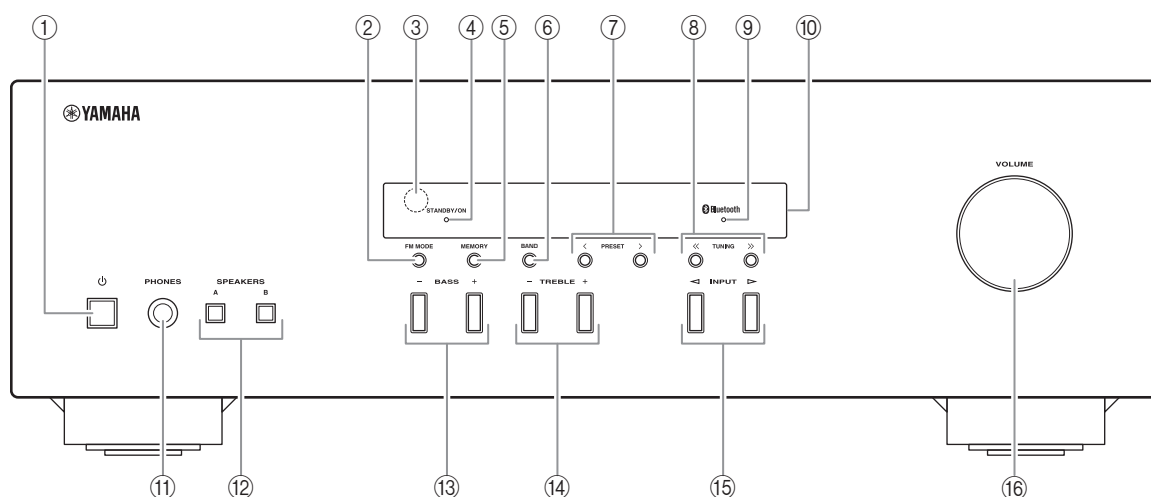 ① ② ③ ④ ⑤ ⑥ ⑦ ⑧ ⑨ ⑩
YAMAHA
VOLUME
STANDBY/ON
Bluetooth
FM MODE MEMORY BAND < PRESET > << TUNING >>
PHONES SPEAKERS − BASS + − TREBLE + ◁ INPUT ▷
A B
⑪ ⑫ ⑬ ⑭ ⑮ ⑯